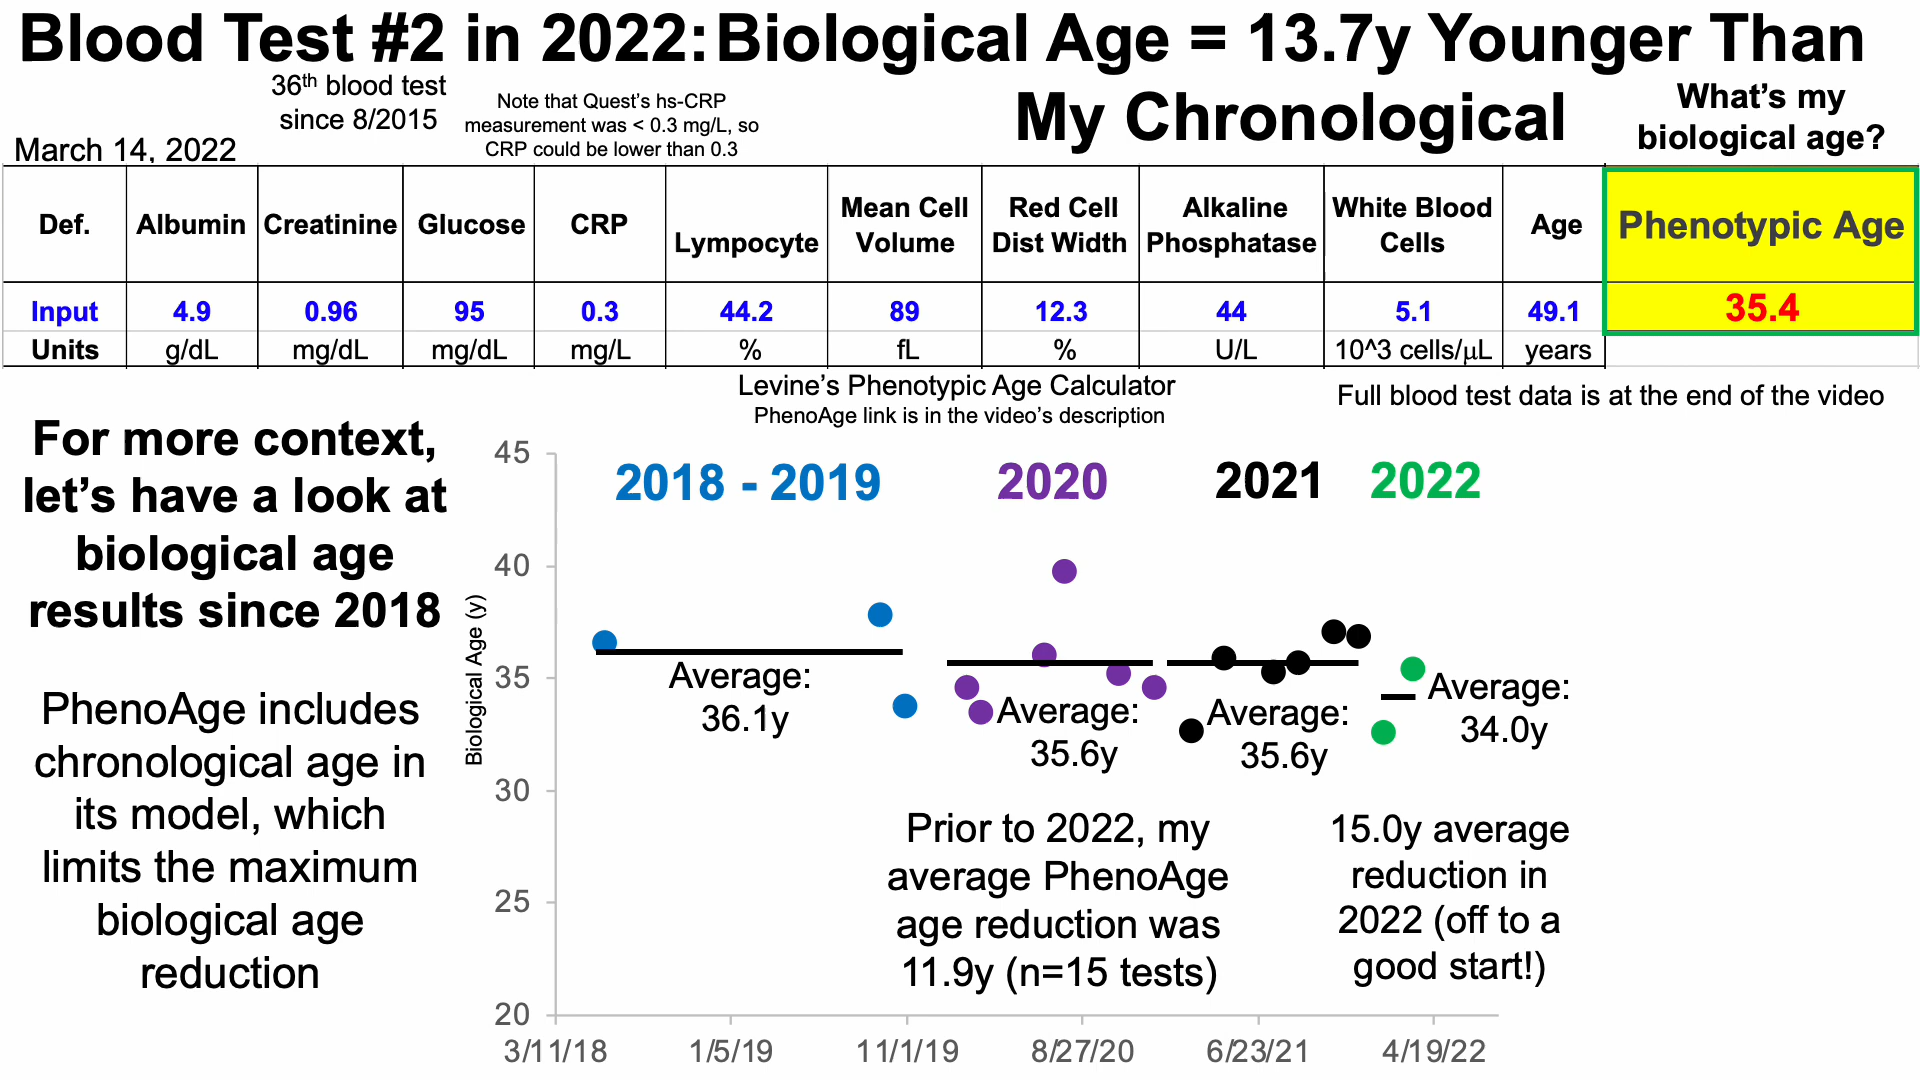 Blood Test #2 in 2022: Biological Age = 13.7y Younger Than
My Chronological
36th blood test
since 8/2015
Note that Quest's hs-CRP
measurement was < 0.3 mg/L, so
CRP could be lower than 0.3
What's my
biological age?
March 14, 2022
Def. Albumin Creatinine Glucose CRP Lympocyte Mean Cell Volume Red Cell Dist Width Alkaline Phosphatase White Blood Cells Age Phenotypic Age
Input 4.9 0.96 95 0.3 44.2 89 12.3 44 5.1 49.1 35.4
Units g/dL mg/dL mg/dL mg/L % fL % U/L 10^3 cells/µL years
Levine's Phenotypic Age Calculator
PhenoAge link is in the video's description
Full blood test data is at the end of the video
For more context,
let's have a look at
biological age
results since 2018
PhenoAge includes
chronological age in
its model, which
limits the maximum
biological age
reduction
Biological Age (y)
45
40
35
30
25
20
2018 - 2019
2020
2021
2022
Average:
36.1y
Average:
35.6y
Average:
35.6y
Average:
34.0y
Prior to 2022, my
average PhenoAge
age reduction was
11.9y (n=15 tests)
15.0y average
reduction in
2022 (off to a
good start!)
3/11/18 1/5/19 11/1/19 8/27/20 6/23/21 4/19/22